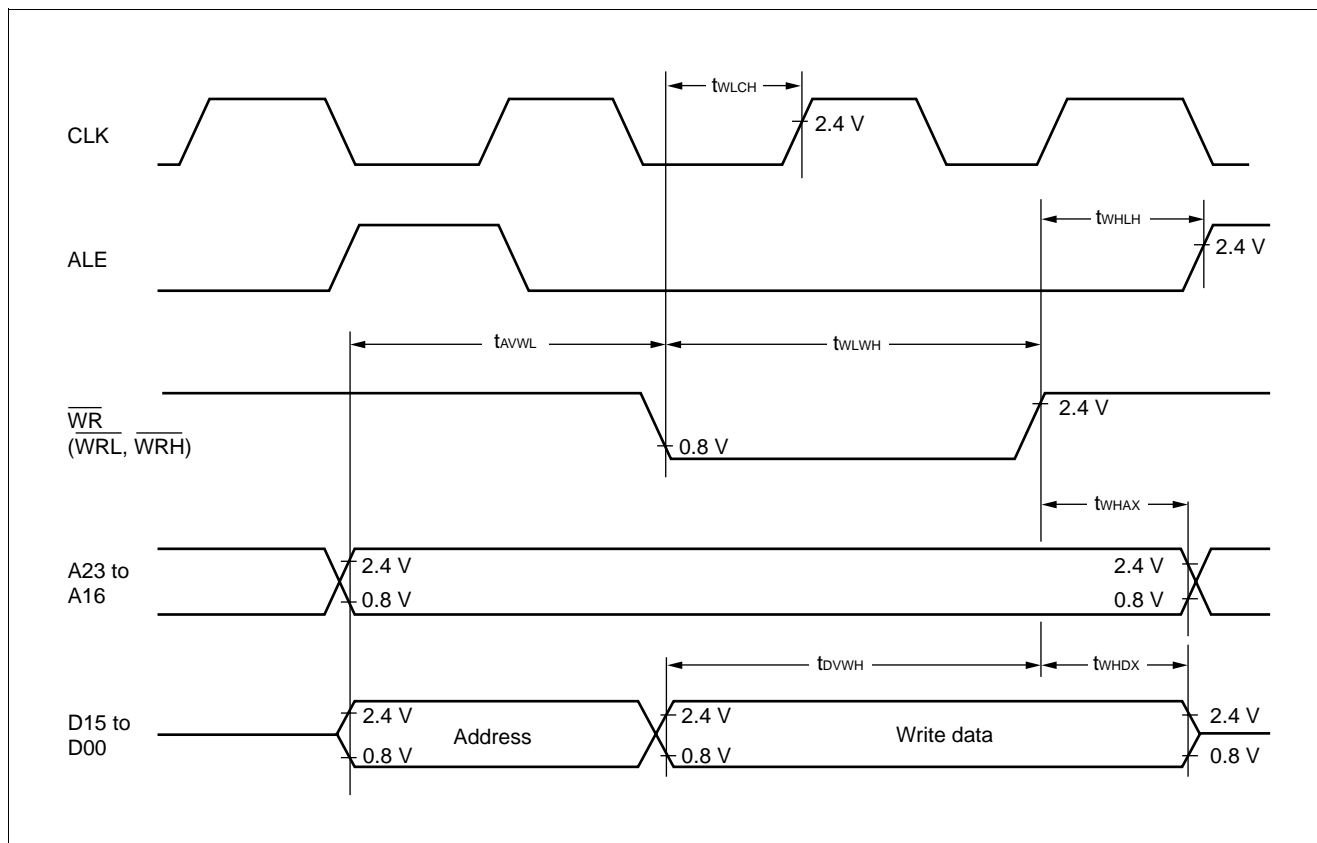 tWLCH
CLK
2.4 V
tWHLH
ALE
2.4 V
tAVWL
tWLWH
WR
(WRL, WRH)
2.4 V
0.8 V
tWHAX
A23 to
A16
2.4 V
0.8 V
2.4 V
0.8 V
tDVWH
tWHDX
D15 to
D00
2.4 V
0.8 V
Address
2.4 V
0.8 V
Write data
2.4 V
0.8 V